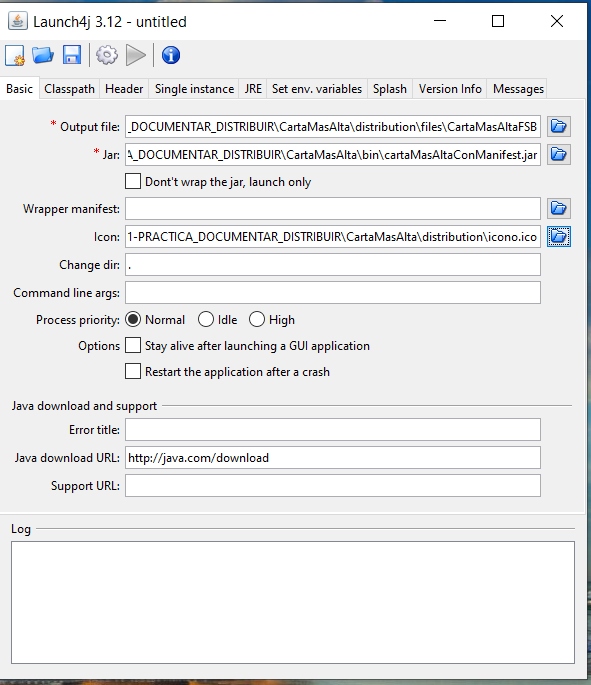 Launch4j 3.12 - untitled
Basic Classpath Header Single instance JRE Set env. variables Splash Version Info Messages
* Output file: _DOCUMENTAR_DISTRIBUIR\CartaMasAlta\distribution\files\CartaMasAltaFSB
* Jar: A_DOCUMENTAR_DISTRIBUIR\CartaMasAlta\bin\cartaMasAltaConManifest.jar
Dont't wrap the jar, launch only
Wrapper manifest:
Icon: 1-PRACTICA_DOCUMENTAR_DISTRIBUIR\CartaMasAlta\distribution\icono.ico
Change dir: .
Command line args:
Process priority: Normal Idle High
Options Stay alive after launching a GUI application
Restart the application after a crash
Java download and support
Error title:
Java download URL: http://java.com/download
Support URL:
Log